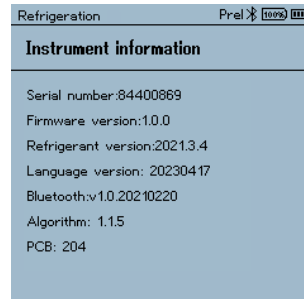 Refrigeration Prel 100%
Instrument information
Serial number:84400869
Firmware version:1.0.0
Refrigerant version:2021.3.4
Language version: 20230417
Bluetooth:v1.0.20210220
Algorithm: 1.1.5
PCB: 204